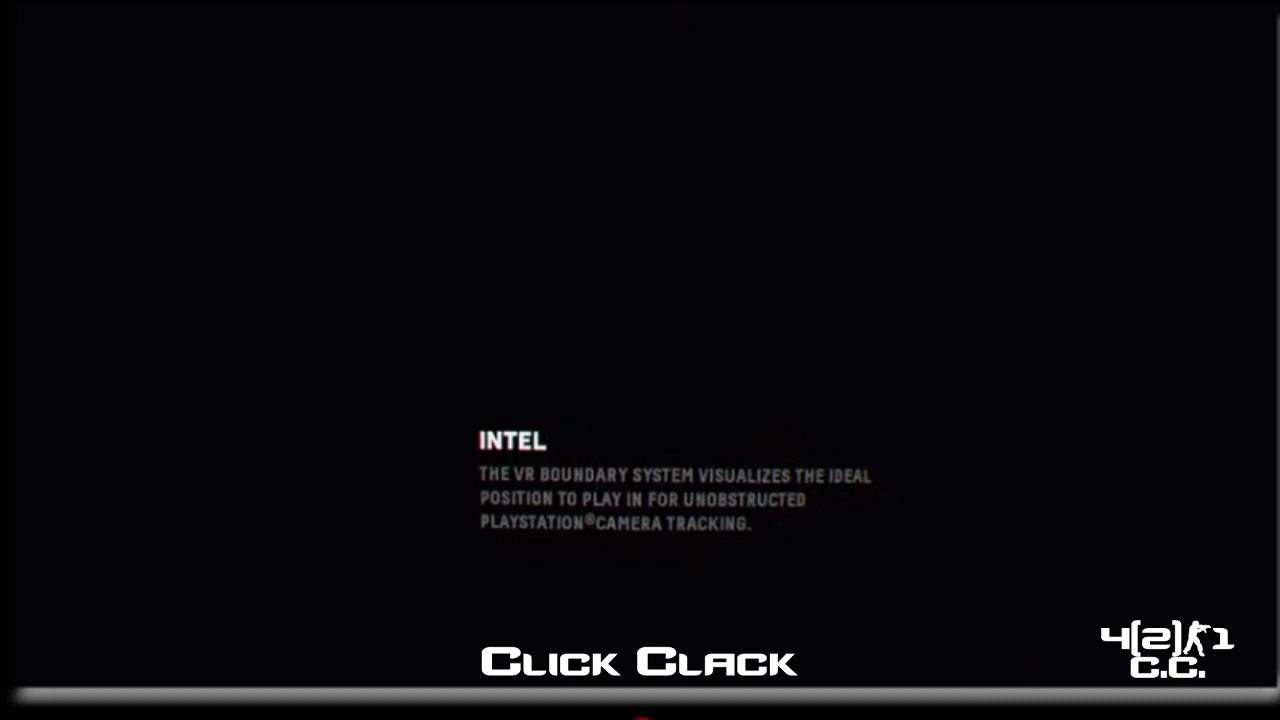 INTEL
THE VR BOUNDARY SYSTEM VISUALIZES THE IDEAL
POSITION TO PLAY IN FOR UNOBSTRUCTED
PLAYSTATION®CAMERA TRACKING.
CLICK CLACK
4[2]1
C.C.